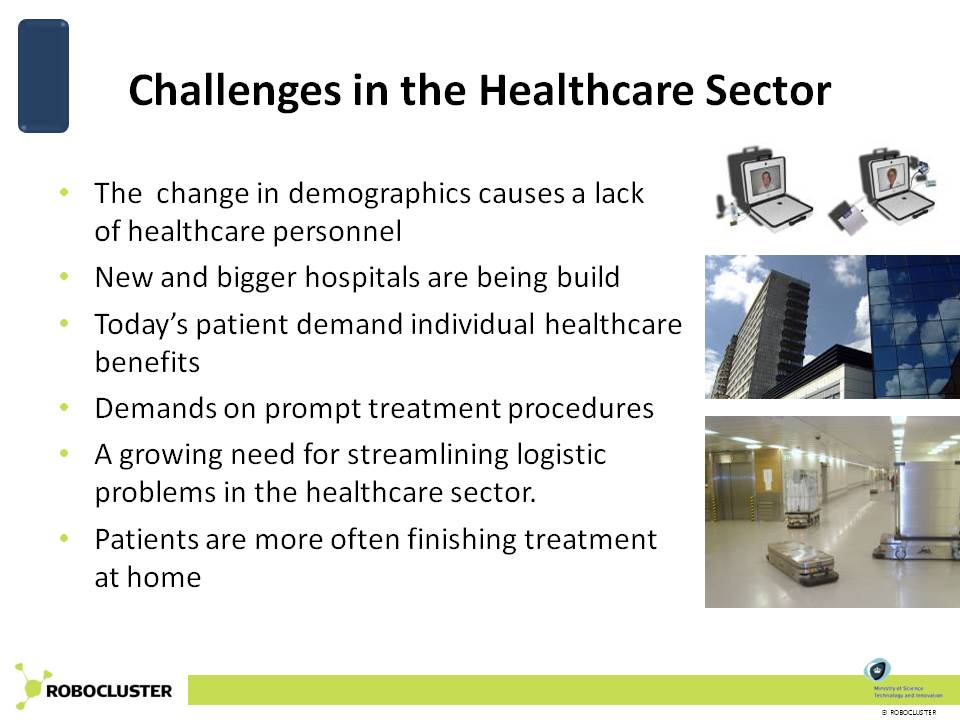 Challenges in the Healthcare Sector
• The change in demographics causes a lack
of healthcare personnel
• New and bigger hospitals are being build
• Today's patient demand individual healthcare
benefits
• Demands on prompt treatment procedures
• A growing need for streamlining logistic
problems in the healthcare sector.
• Patients are more often finishing treatment
at home
ROBOCLUSTER
Ministry of Science
Technology and Innovation
© ROBOCLUSTER